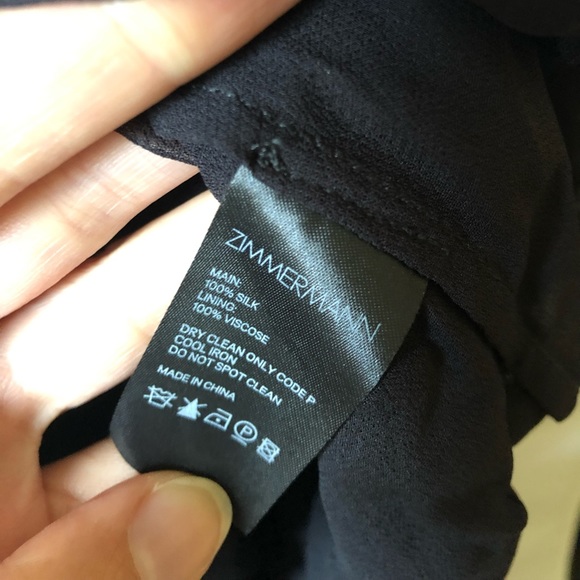 ZIMMERMANN
MAIN:
100% SILK
LINING:
100% VISCOSE
DRY CLEAN ONLY CODE P
COOL IRON
DO NOT SPOT CLEAN
MADE IN CHINA
P